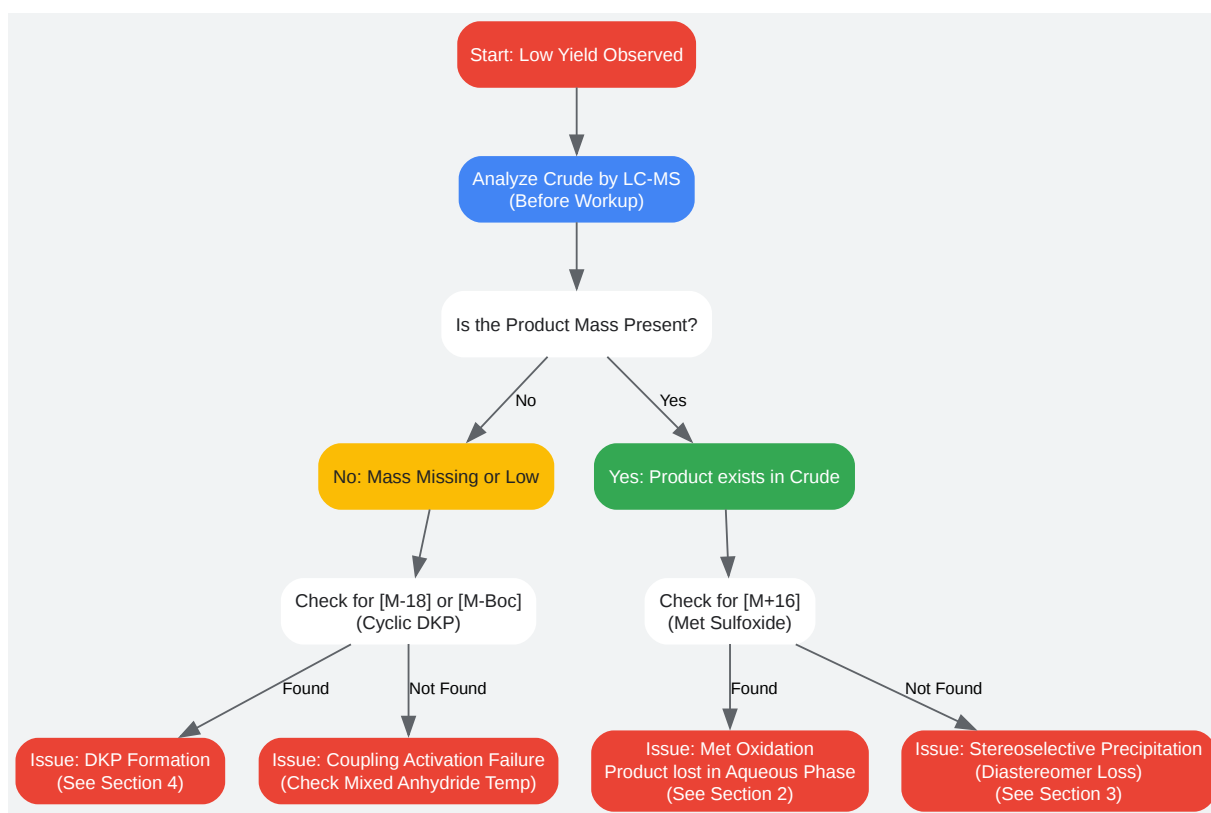 Start: Low Yield Observed
Analyze Crude by LC-MS
(Before Workup)
Is the Product Mass Present?
No
Yes
No: Mass Missing or Low
Yes: Product exists in Crude
Check for [M-18] or [M-Boc]
(Cyclic DKP)
Check for [M+16]
(Met Sulfoxide)
Found
Not Found
Found
Not Found
Issue: DKP Formation
(See Section 4)
Issue: Coupling Activation Failure
(Check Mixed Anhydride Temp)
Issue: Met Oxidation
Product lost in Aqueous Phase
(See Section 2)
Issue: Stereoselective Precipitation
(Diastereomer Loss)
(See Section 3)